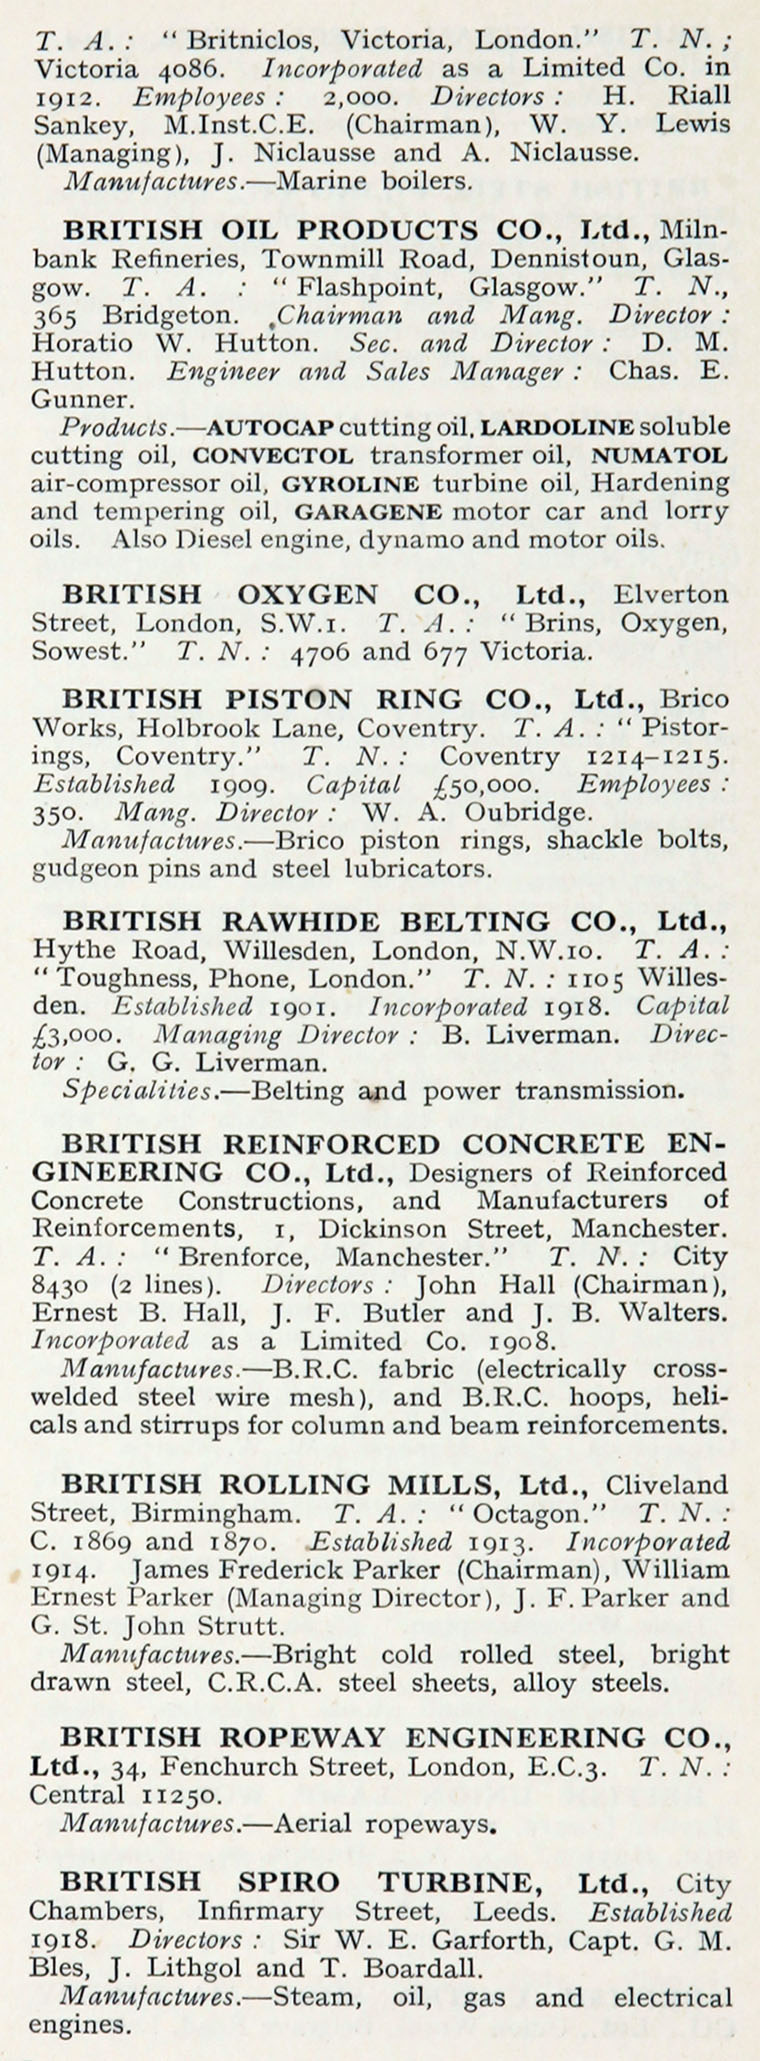 T. A. : “ Britniclos, Victoria, London.” T. N. ;
Victoria 4086. Incorporated as a Limited Co. in
1912. Employees : 2,000. Directors : H. Riall
Sankey, M.Inst.C.E. (Chairman), W. Y. Lewis
(Managing), J. Niclausse and A. Niclausse.
Manufactures.—Marine boilers.
BRITISH OIL PRODUCTS CO., Ltd., Miln-
bank Refineries, Townmill Road, Dennistoun, Glas-
gow. T. A. : “ Flashpoint, Glasgow.” T. N.,
365 Bridgeton. Chairman and Mang. Director :
Horatio W. Hutton. Sec. and Director : D. M.
Hutton. Engineer and Sales Manager : Chas. E.
Gunner.
Products.—AUTOCAP cutting oil, LARDOLINE soluble
cutting oil, CONVECTOL transformer oil, NUMATOL
air-compressor oil, GYROLINE turbine oil, Hardening
and tempering oil, GARAGENE motor car and lorry
oils. Also Diesel engine, dynamo and motor oils.
BRITISH OXYGEN CO., Ltd., Elverton
Street, London, S.W.1. T. A. : “ Brins, Oxygen,
Sowest.” T. N. : 4706 and 677 Victoria.
BRITISH PISTON RING CO., Ltd., Brico
Works, Holbrook Lane, Coventry. T. A. : “ Pistor-
ings, Coventry.” T. N. : Coventry 1214–1215.
Established 1909. Capital £50,000. Employees :
350. Mang. Director : W. A. Oubridge.
Manufactures.—Brico piston rings, shackle bolts,
gudgeon pins and steel lubricators.
BRITISH RAWHIDE BELTING CO., Ltd.,
Hythe Road, Willesden, London, N.W.10. T. A. :
“ Toughness, Phone, London.” T. N. : 1105 Willes-
den. Established 1901. Incorporated 1918. Capital
£3,000. Managing Director : B. Liverman. Direc-
tor : G. G. Liverman.
Specialities.—Belting and power transmission.
BRITISH REINFORCED CONCRETE EN-
GINEERING CO., Ltd., Designers of Reinforced
Concrete Constructions, and Manufacturers of
Reinforcements, 1, Dickinson Street, Manchester.
T. A. : “ Brenforce, Manchester.” T. N. : City
8430 (2 lines). Directors : John Hall (Chairman),
Ernest B. Hall, J. F. Butler and J. B. Walters.
Incorporated as a Limited Co. 1908.
Manufactures.—B.R.C. fabric (electrically cross-
welded steel wire mesh), and B.R.C. hoops, heli-
cals and stirrups for column and beam reinforcements.
BRITISH ROLLING MILLS, Ltd., Cliveland
Street, Birmingham. T. A. : “ Octagon.” T. N. :
C. 1869 and 1870. Established 1913. Incorporated
1914. James Frederick Parker (Chairman), William
Ernest Parker (Managing Director), J. F. Parker and
G. St. John Strutt.
Manufactures.—Bright cold rolled steel, bright
drawn steel, C.R.C.A. steel sheets, alloy steels.
BRITISH ROPEWAY ENGINEERING CO.,
Ltd., 34, Fenchurch Street, London, E.C.3. T. N. :
Central 11250.
Manufactures.—Aerial ropeways.
BRITISH SPIRO TURBINE, Ltd., City
Chambers, Infirmary Street, Leeds. Established
1918. Directors : Sir W. E. Garforth, Capt. G. M.
Bles, J. Lithgol and T. Boardall.
Manufactures.—Steam, oil, gas and electrical
engines.